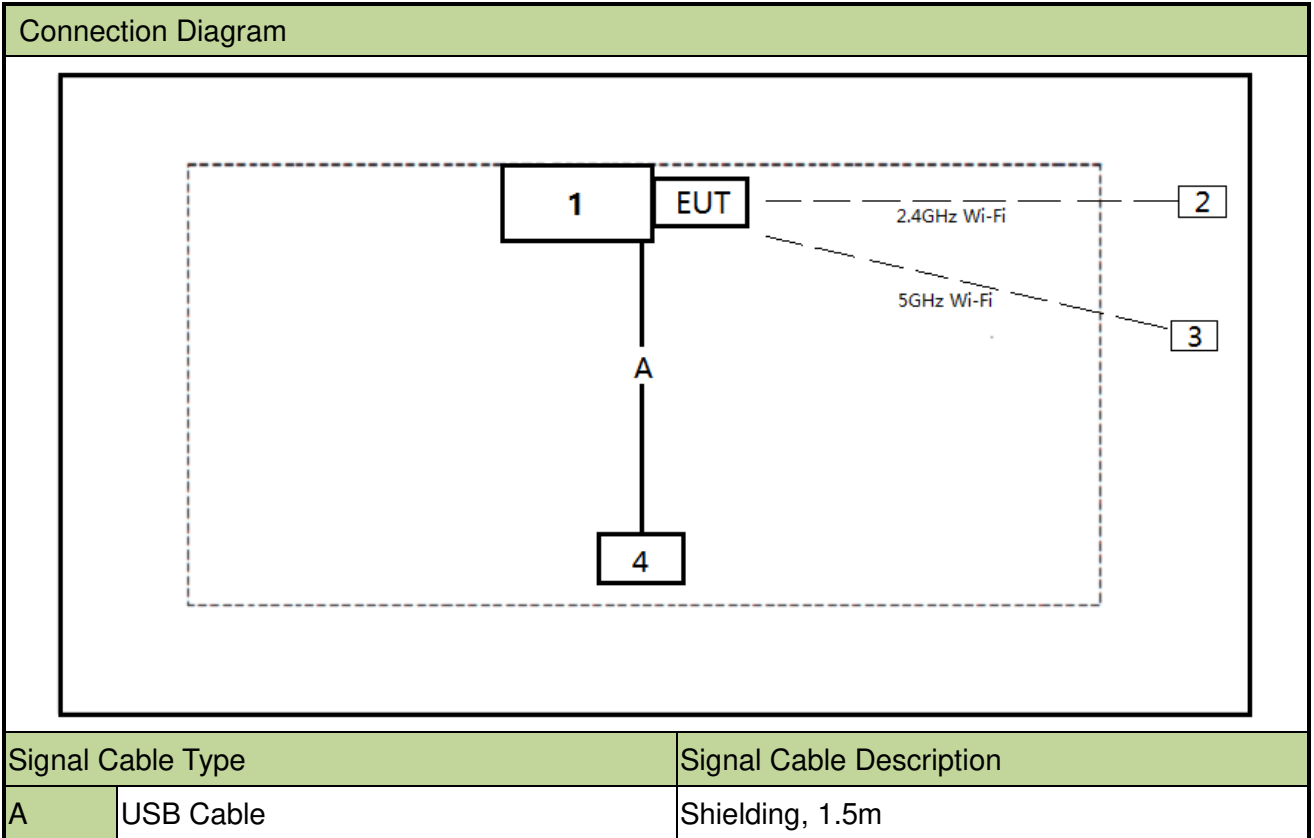 Connection Diagram
1 EUT 2
2.4GHz Wi-Fi
5GHz Wi-Fi
3
A
4
Signal Cable Type Signal Cable Description
A USB Cable Shielding, 1.5m